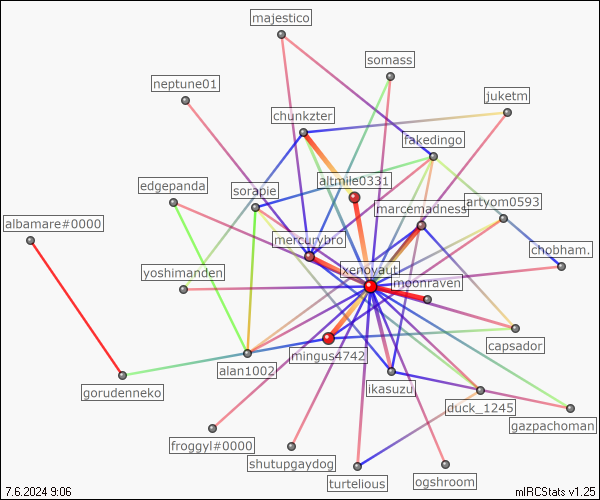 majestico
somass
neptune01
juketm
chunkzter
fakedingo
altmile0331
edgepanda
sorapie
artyom0593
marcemadness
albamare#0000
mercurybro
chobham.
xenoyaut
yoshimanden
moonraven
capsador
mingus4742
alan1002
ikasuzu
gorudenneko
duck_1245
gazpachoman
froggyl#0000
shutupgaydog
turtelious
ogshroom
7.6.2024 9:06
mIRCStats v1.25